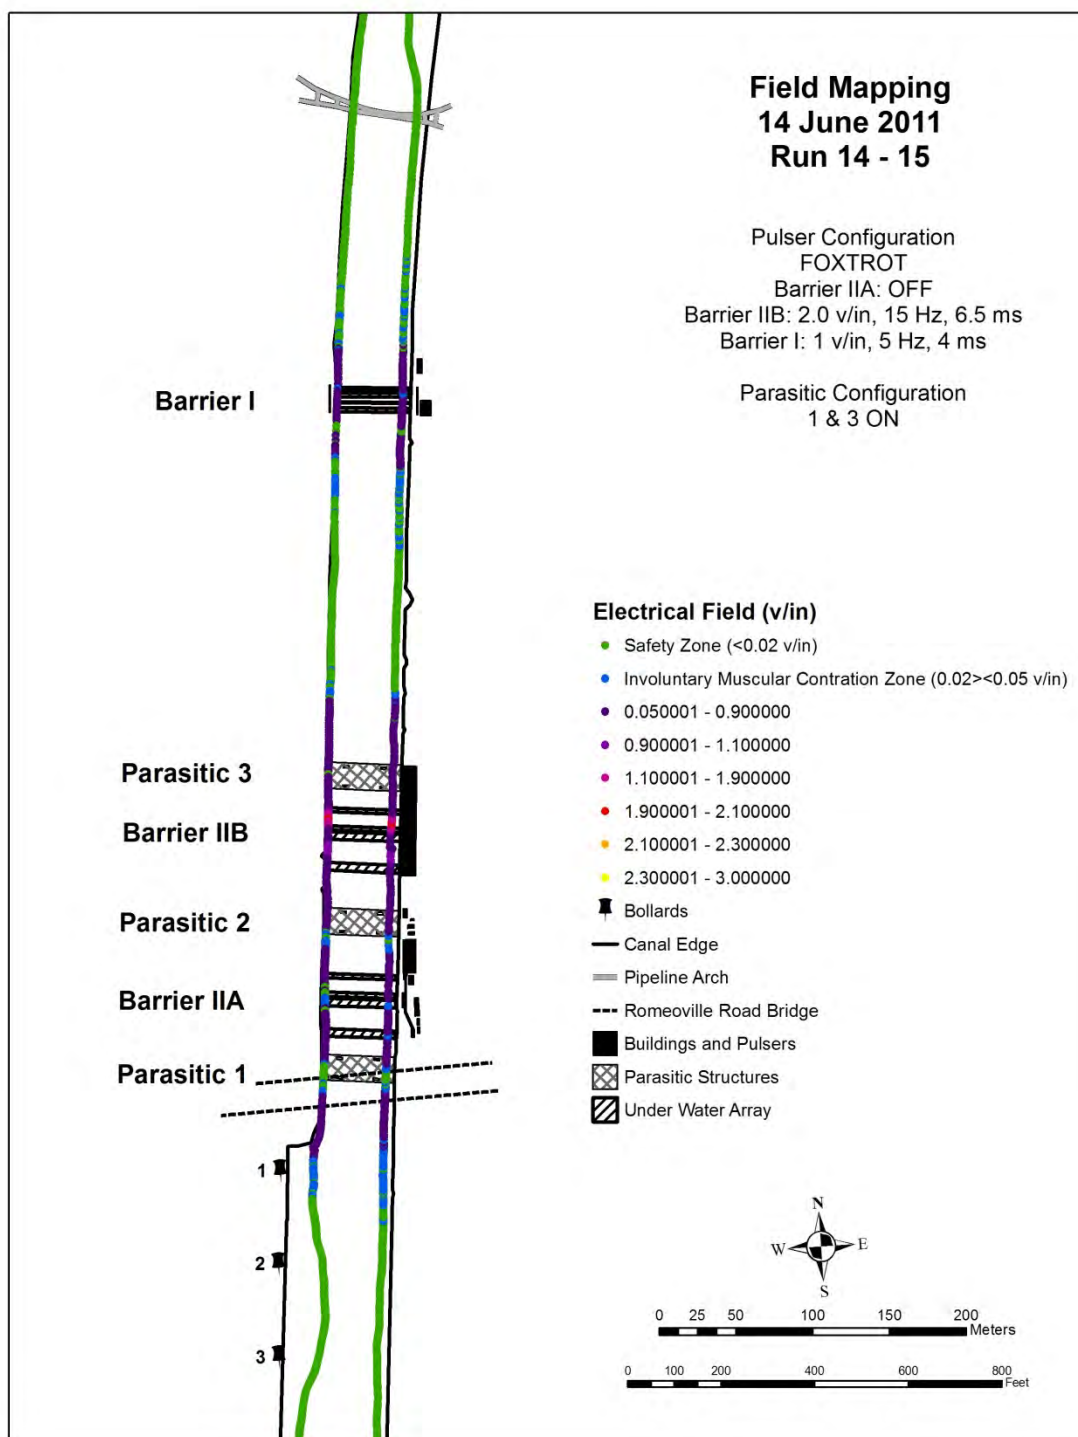 Field Mapping
14 June 2011
Run 14 - 15
Pulser Configuration
FOXTROT
Barrier IIA: OFF
Barrier IIB: 2.0 v/in, 15 Hz, 6.5 ms
Barrier I: 1 v/in, 5 Hz, 4 ms
Parasitic Configuration
1 & 3 ON
Barrier I
Parasitic 3
Barrier IIB
Parasitic 2
Barrier IIA
Parasitic 1
1
2
3
Electrical Field (v/in)
Safety Zone (<0.02 v/in)
Involuntary Muscular Contration Zone (0.02><0.05 v/in)
0.050001 - 0.900000
0.900001 - 1.100000
1.100001 - 1.900000
1.900001 - 2.100000
2.100001 - 2.300000
2.300001 - 3.000000
Bollards
Canal Edge
Pipeline Arch
Romeoville Road Bridge
Buildings and Pulsers
Parasitic Structures
Under Water Array
N
W E
S
0 25 50 100 150 200
Meters
0 100 200 400 600 800
Feet